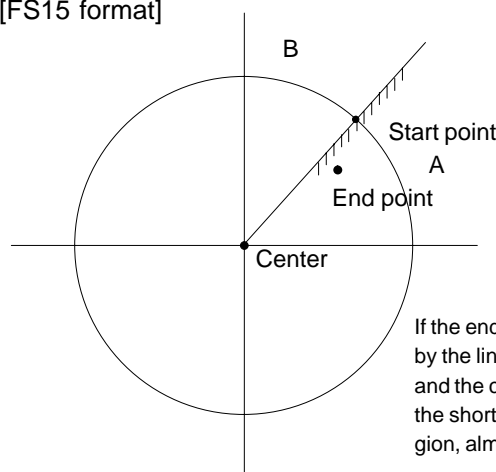 [FS15 format]
B
Start point
A
End point
Center
If the end
by the lin
and the
the short
gion, alm